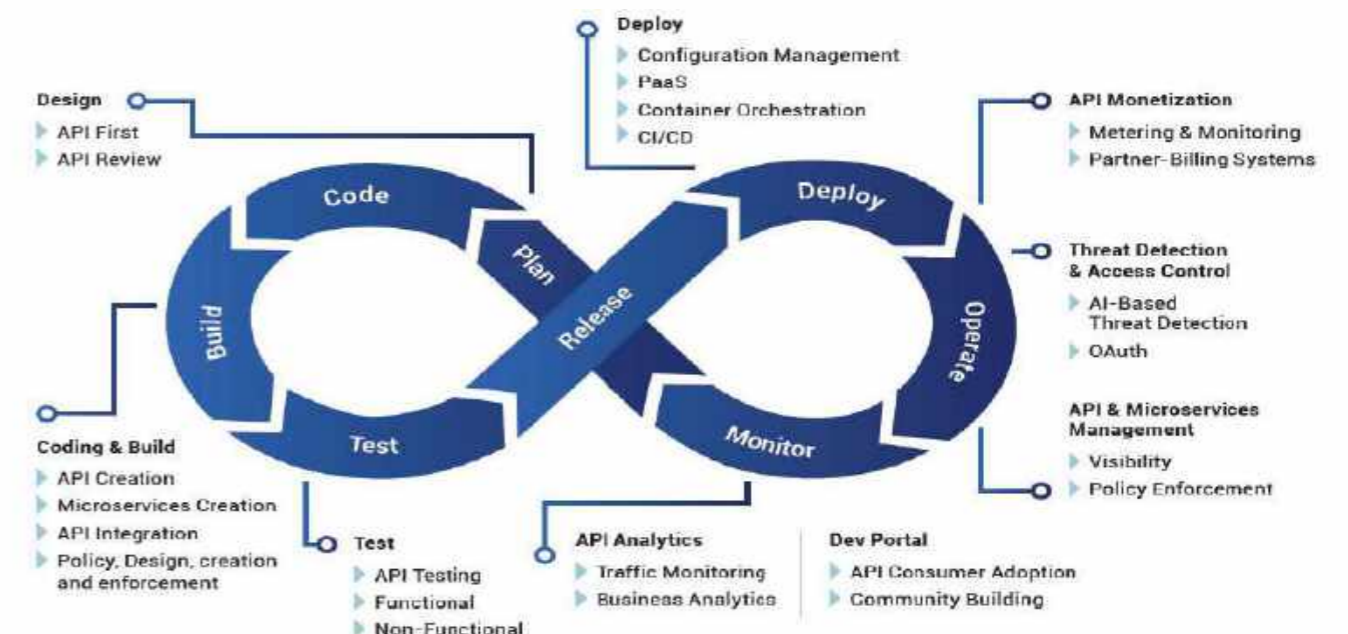 Deploy
Configuration Management
PaaS
Container Orchestration
CI/CD
Design
API First
API Review
API Monetization
Metering & Monitoring
Partner-Billing Systems
Code
Plan
Release
Deploy
Operate
Monitor
Test
Build
Threat Detection
& Access Control
AI-Based
Threat Detection
OAuth
API & Microservices
Management
Visibility
Policy Enforcement
Coding & Build
API Creation
Microservices Creation
API Integration
Policy, Design, creation
and enforcement
Test
API Testing
Functional
Non-Functional
API Analytics
Traffic Monitoring
Business Analytics
Dev Portal
API Consumer Adoption
Community Building